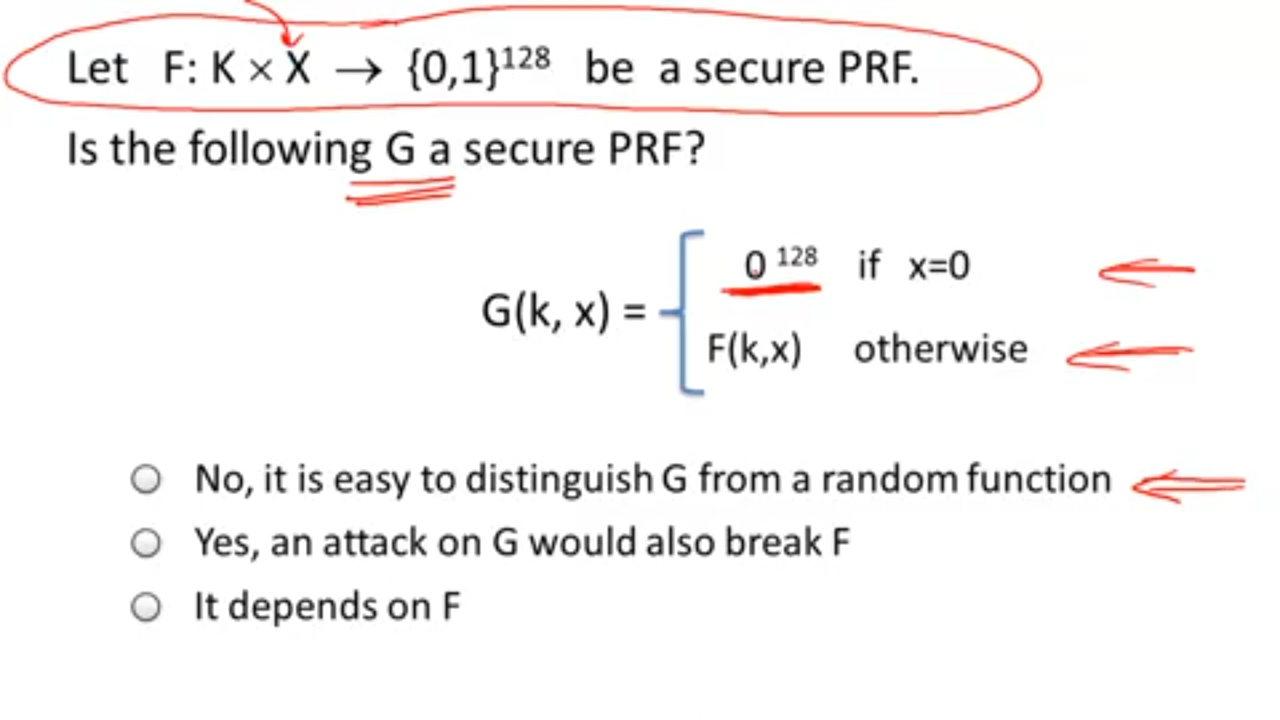 Let F: K × X → {0,1}¹²⁸ be a secure PRF.
Is the following G a secure PRF?
0 ¹²⁸ if x=0
G(k, x) =
F(k,x) otherwise
No, it is easy to distinguish G from a random function
Yes, an attack on G would also break F
It depends on F